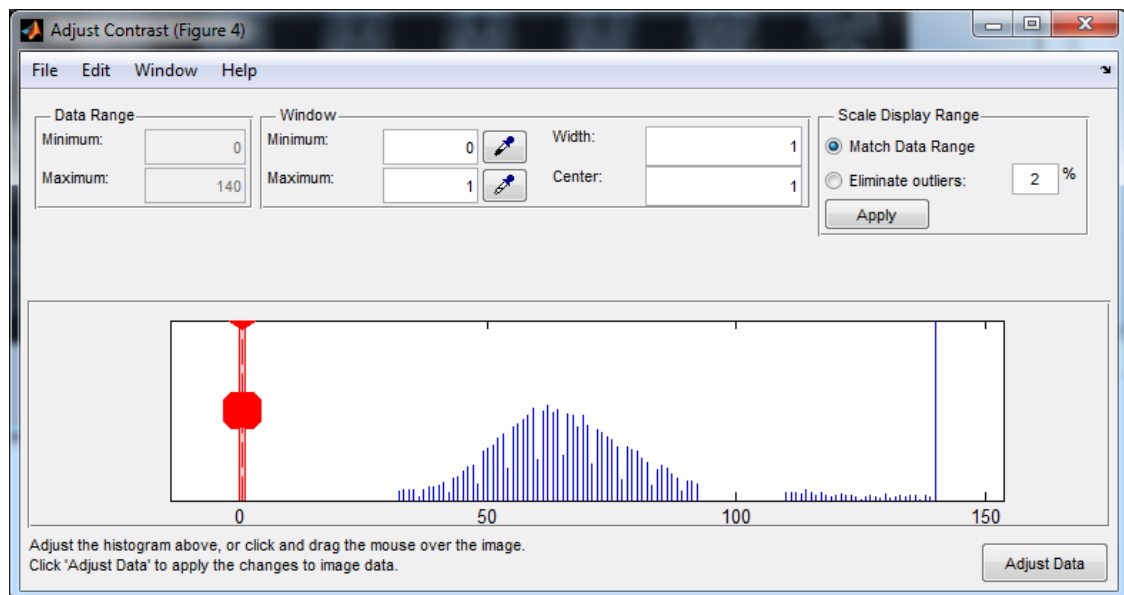 Adjust Contrast (Figure 4)
File Edit Window Help
Data Range
Minimum: 0
Maximum: 140
Window
Minimum: 0
Maximum: 1
Width: 1
Center: 1
Scale Display Range
Match Data Range
Eliminate outliers: 2 %
Apply
0 50 100 150
Adjust the histogram above, or click and drag the mouse over the image.
Click 'Adjust Data' to apply the changes to image data.
Adjust Data